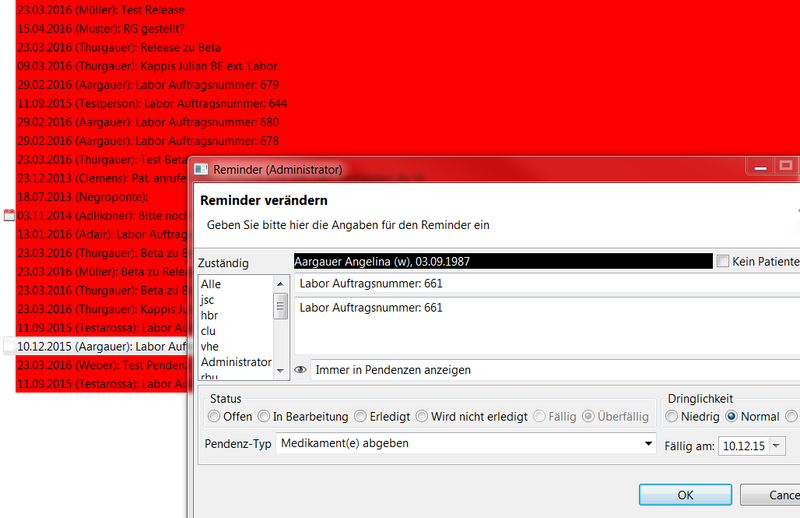 23.03.2016 (Müller): Test Release
15.04.2016 (Muster): RG gestellt?
23.03.2016 (Thurgauer): Release zu Beta
09.03.2016 (Thurgauer): Kappis Julian BE ext. Labor
29.02.2016 (Aargauer): Labor Auftragsnummer: 679
11.09.2015 (Testperson): Labor Auftragsnummer: 644
29.02.2016 (Aargauer): Labor Auftragsnummer: 680
29.02.2016 (Aargauer): Labor Auftragsnummer: 678
23.03.2016 (Thurgauer): Test Beta
23.12.2013 (Clemens): Pat. anrufe
18.07.2013 (Negroponte):
03.11.2014 (Adlikoner): Bitte noch
13.01.2016 (Adair): Labor Auftrags
23.03.2016 (Thurgauer): Beta zu B
23.03.2016 (Müller): Beta zu Relea
23.03.2016 (Thurgauer): Beta zu B
23.03.2016 (Thurgauer): Kappis Ju
11.09.2015 (Testarossa): Labor Au
10.12.2015 (Aargauer): Labor Auf
23.03.2016 (Weber): Test Pendenz
11.09.2015 (Testarossa): Labor Au
Reminder (Administrator)
Reminder verändern
Geben Sie bitte hier die Angaben für den Reminder ein
Zuständig
Aargauer Angelina (w), 03.09.1987
Kein Patiente
Alle
jsc
hbr
clu
vhe
Administrator
rbu
Labor Auftragsnummer: 661
Labor Auftragsnummer: 661
Immer in Pendenzen anzeigen
Status
Offen In Bearbeitung Erledigt Wird nicht erledigt Fällig Überfällig
Dringlichkeit
Niedrig Normal
Pendenz-Typ Medikament(e) abgeben
Fällig am: 10.12.15
OK
Cance